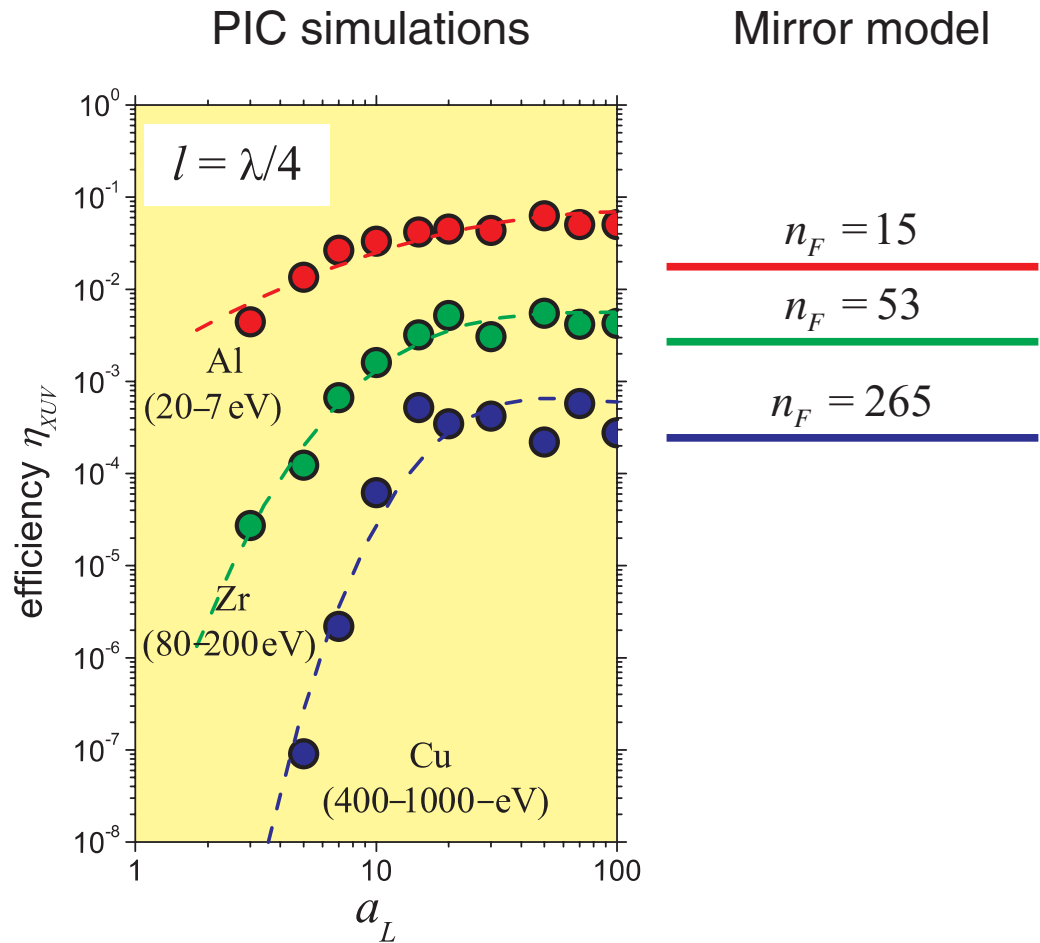 PIC simulations
Mirror model
10⁰
10⁻¹
10⁻²
10⁻³
10⁻⁴
10⁻⁵
10⁻⁶
10⁻⁷
10⁻⁸
efficiency η_XUV
l = λ/4
Al
(20–7 eV)
Zr
(80–200 eV)
Cu
(400–1000–eV)
1
10
100
a_L
n_F = 15
n_F = 53
n_F = 265